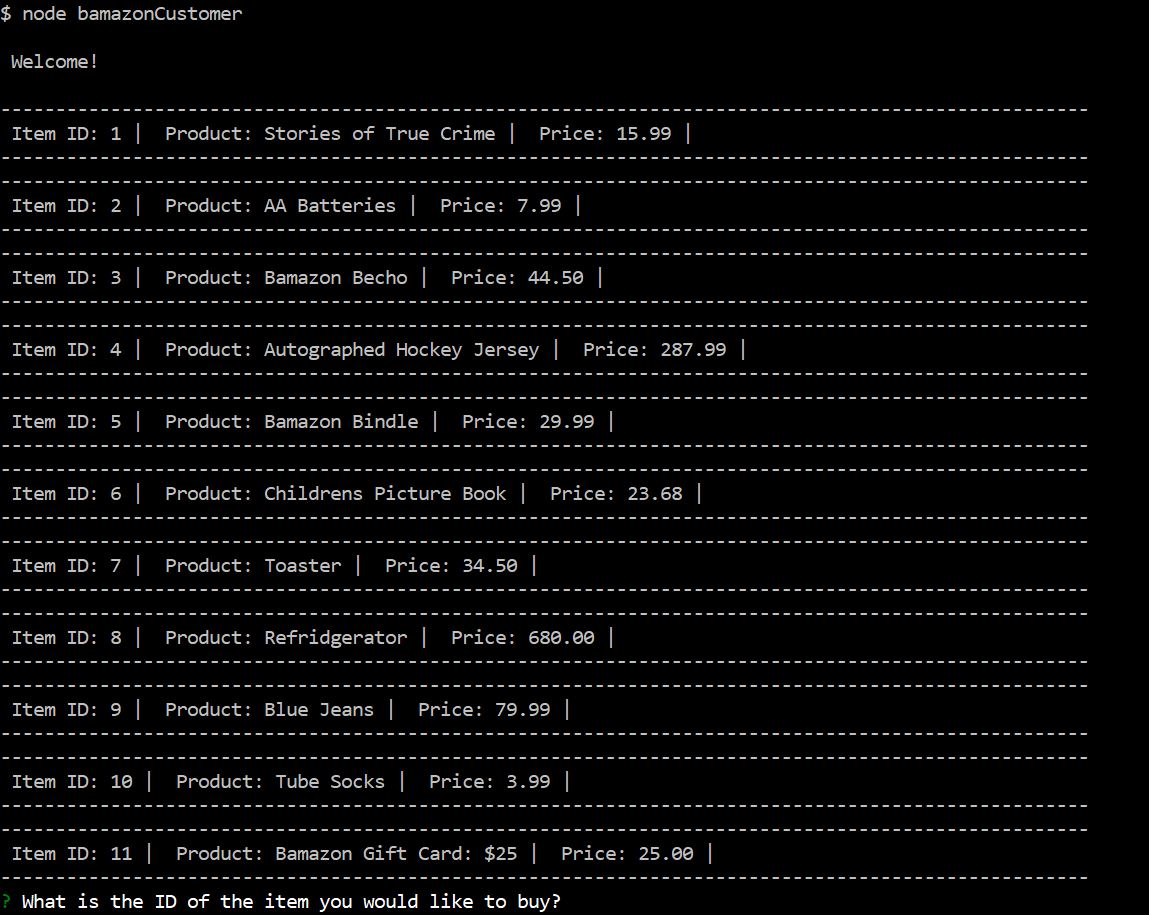 $ node bamazonCustomer
Welcome!
---------------------------------------------------------------------------------------------------
Item ID: 1 |  Product: Stories of True Crime |  Price: 15.99 |
---------------------------------------------------------------------------------------------------
---------------------------------------------------------------------------------------------------
Item ID: 2 |  Product: AA Batteries |  Price: 7.99 |
---------------------------------------------------------------------------------------------------
---------------------------------------------------------------------------------------------------
Item ID: 3 |  Product: Bamazon Becho |  Price: 44.50 |
---------------------------------------------------------------------------------------------------
---------------------------------------------------------------------------------------------------
Item ID: 4 |  Product: Autographed Hockey Jersey |  Price: 287.99 |
---------------------------------------------------------------------------------------------------
---------------------------------------------------------------------------------------------------
Item ID: 5 |  Product: Bamazon Bindle |  Price: 29.99 |
---------------------------------------------------------------------------------------------------
---------------------------------------------------------------------------------------------------
Item ID: 6 |  Product: Childrens Picture Book |  Price: 23.68 |
---------------------------------------------------------------------------------------------------
---------------------------------------------------------------------------------------------------
Item ID: 7 |  Product: Toaster |  Price: 34.50 |
---------------------------------------------------------------------------------------------------
---------------------------------------------------------------------------------------------------
Item ID: 8 |  Product: Refridgerator |  Price: 680.00 |
---------------------------------------------------------------------------------------------------
---------------------------------------------------------------------------------------------------
Item ID: 9 |  Product: Blue Jeans |  Price: 79.99 |
---------------------------------------------------------------------------------------------------
---------------------------------------------------------------------------------------------------
Item ID: 10 |  Product: Tube Socks |  Price: 3.99 |
---------------------------------------------------------------------------------------------------
---------------------------------------------------------------------------------------------------
Item ID: 11 |  Product: Bamazon Gift Card: $25 |  Price: 25.00 |
---------------------------------------------------------------------------------------------------
? What is the ID of the item you would like to buy?